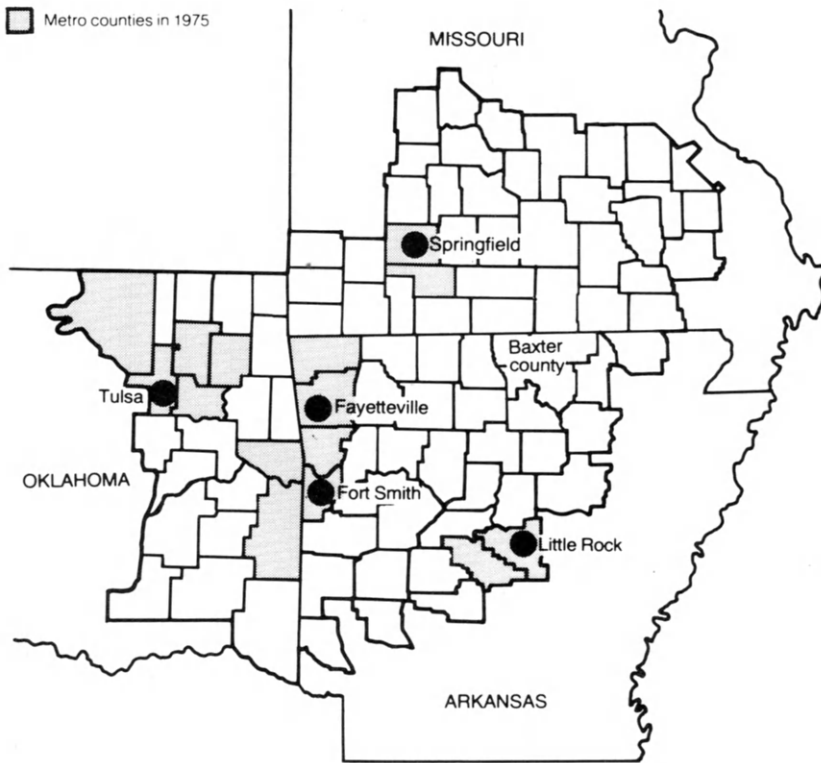 Metro counties in 1975
MISSOURI
Springfield
Baxter
county
Tulsa
Fayetteville
OKLAHOMA
Fort Smith
Little Rock
ARKANSAS